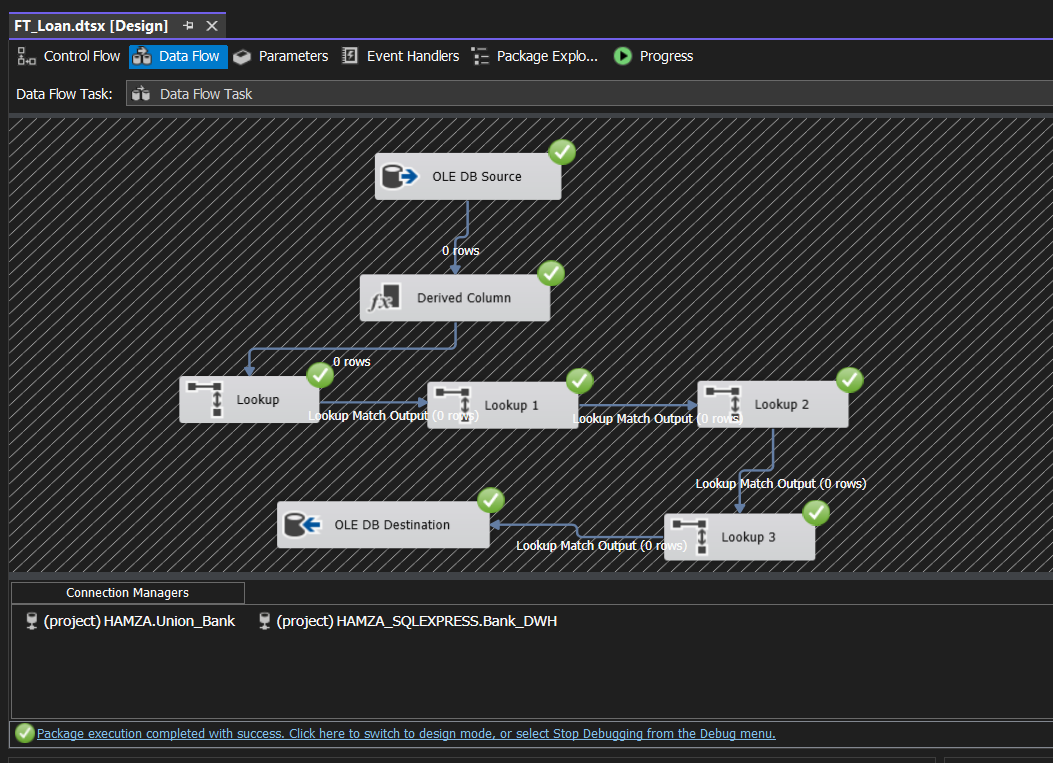 FT_Loan.dtsx [Design]
Control Flow Data Flow Parameters Event Handlers Package Explo... Progress
Data Flow Task: Data Flow Task
OLE DB Source
0 rows
Derived Column
0 rows
Lookup
Lookup Match Output (0 rows)
Lookup 1
Lookup Match Output (0 rows)
Lookup 2
Lookup Match Output (0 rows)
Lookup 3
Lookup Match Output (0 rows)
OLE DB Destination
Connection Managers
(project) HAMZA.Union_Bank (project) HAMZA_SQLEXPRESS.Bank_DWH
Package execution completed with success. Click here to switch to design mode, or select Stop Debugging from the Debug menu.